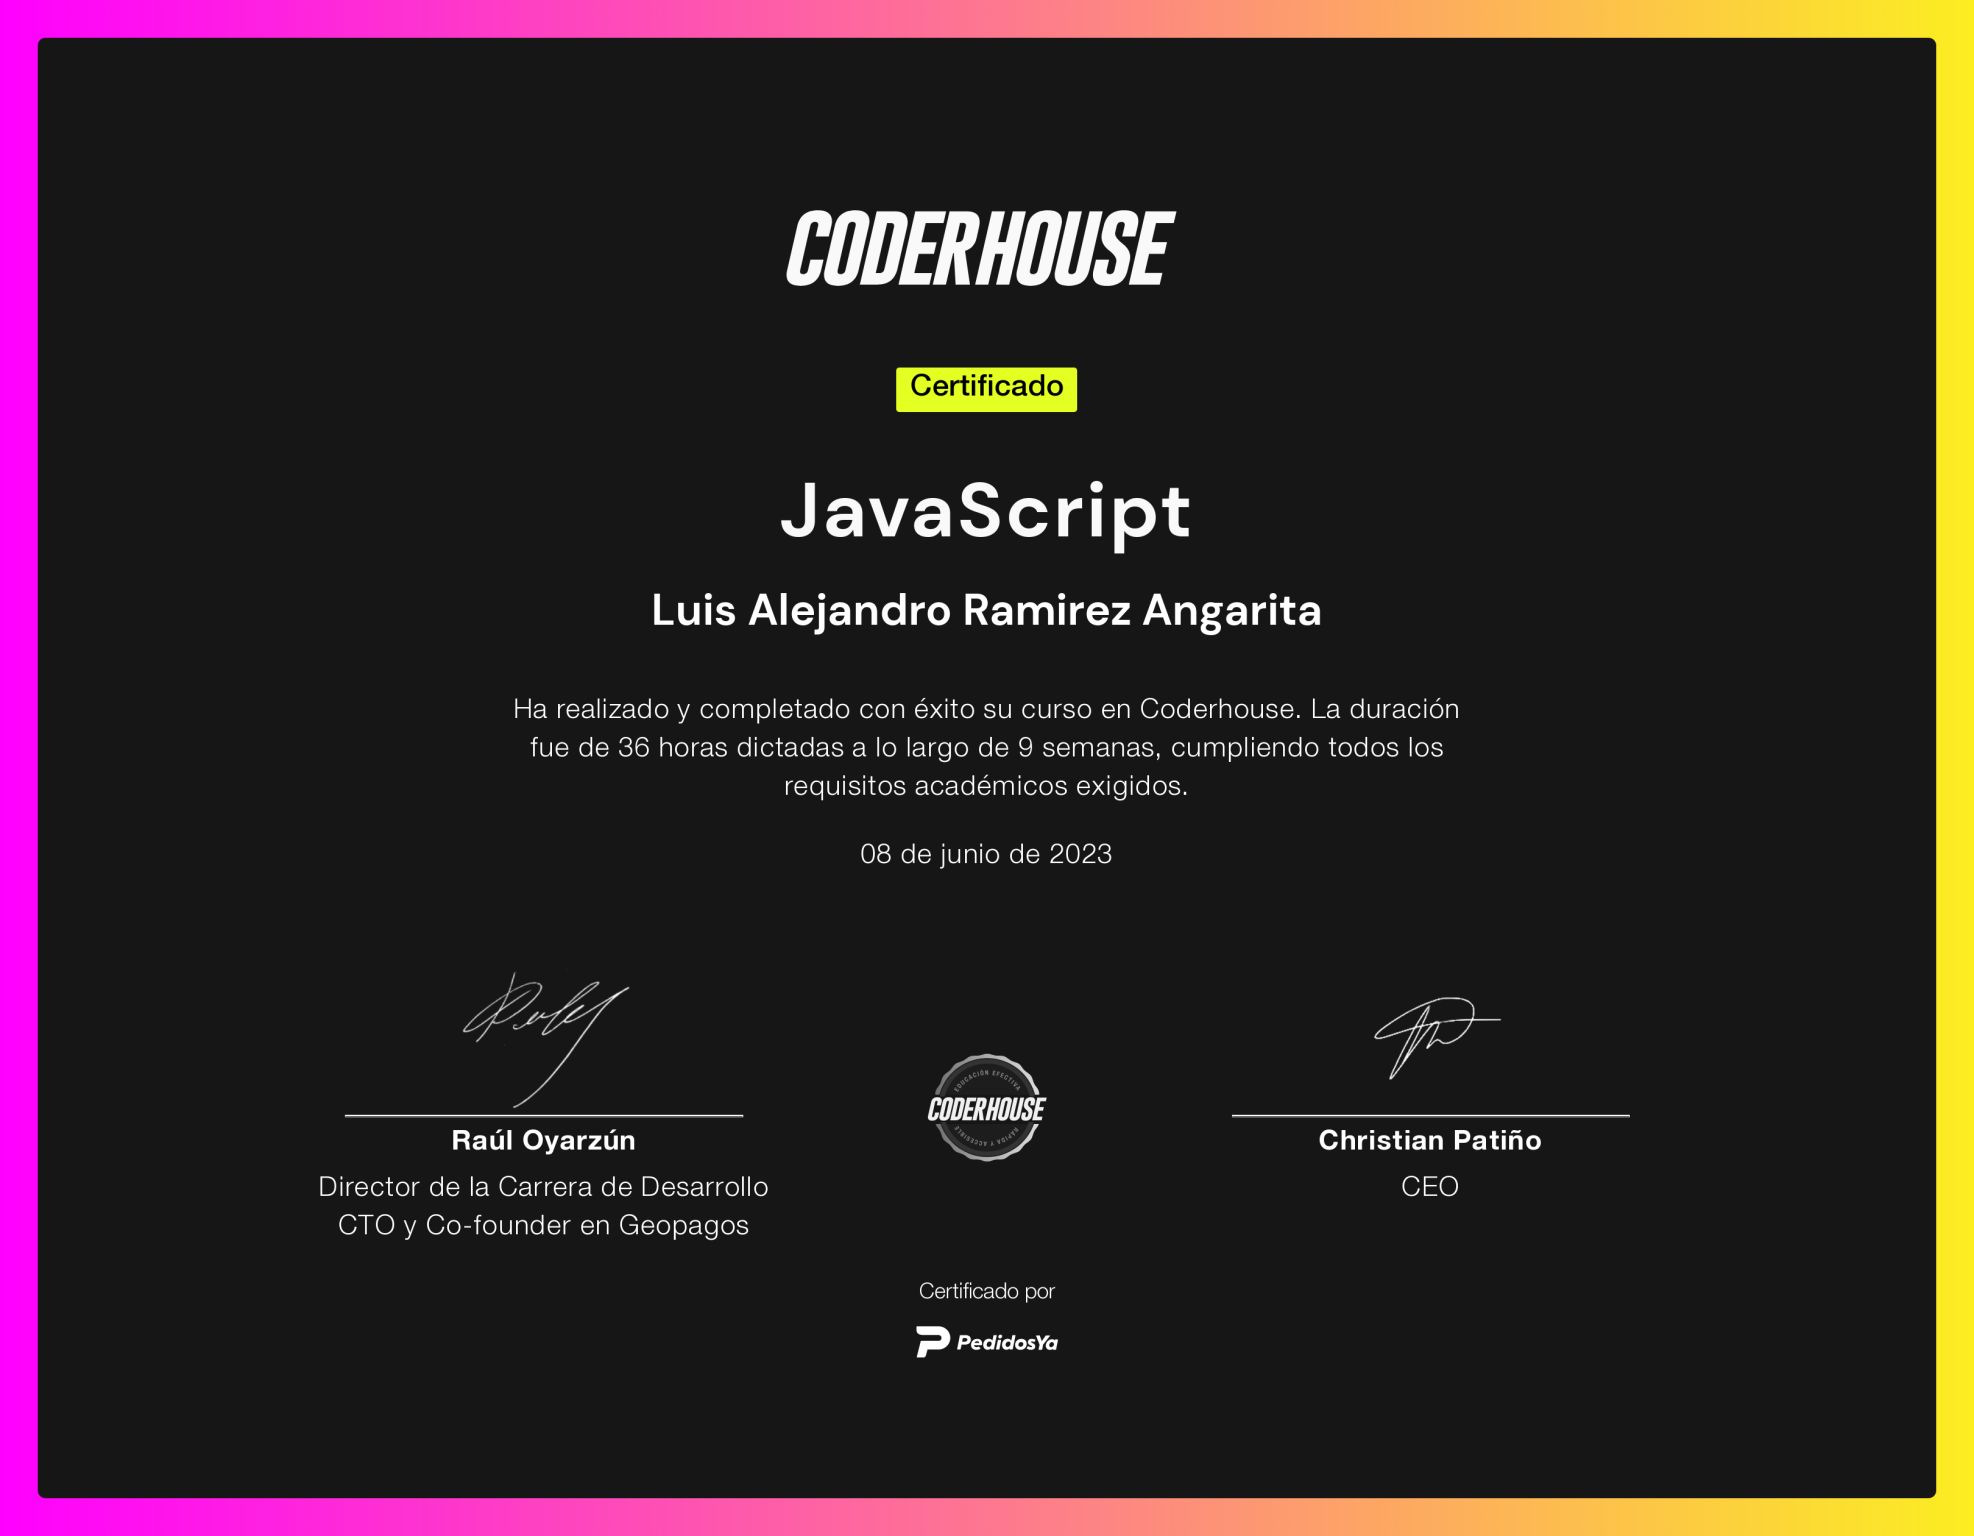 CODERHOUSE
Certificado
JavaScript
Luis Alejandro Ramirez Angarita
Ha realizado y completado con éxito su curso en Coderhouse. La duración
fue de 36 horas dictadas a lo largo de 9 semanas, cumpliendo todos los
requisitos académicos exigidos.
08 de junio de 2023
Raúl Oyarzún
Director de la Carrera de Desarrollo
CTO y Co-founder en Geopagos
EDUCACIÓN EFECTIVA
CODERHOUSE
RÁPIDA Y ACCESIBLE
Christian Patiño
CEO
Certificado por
PedidosYa